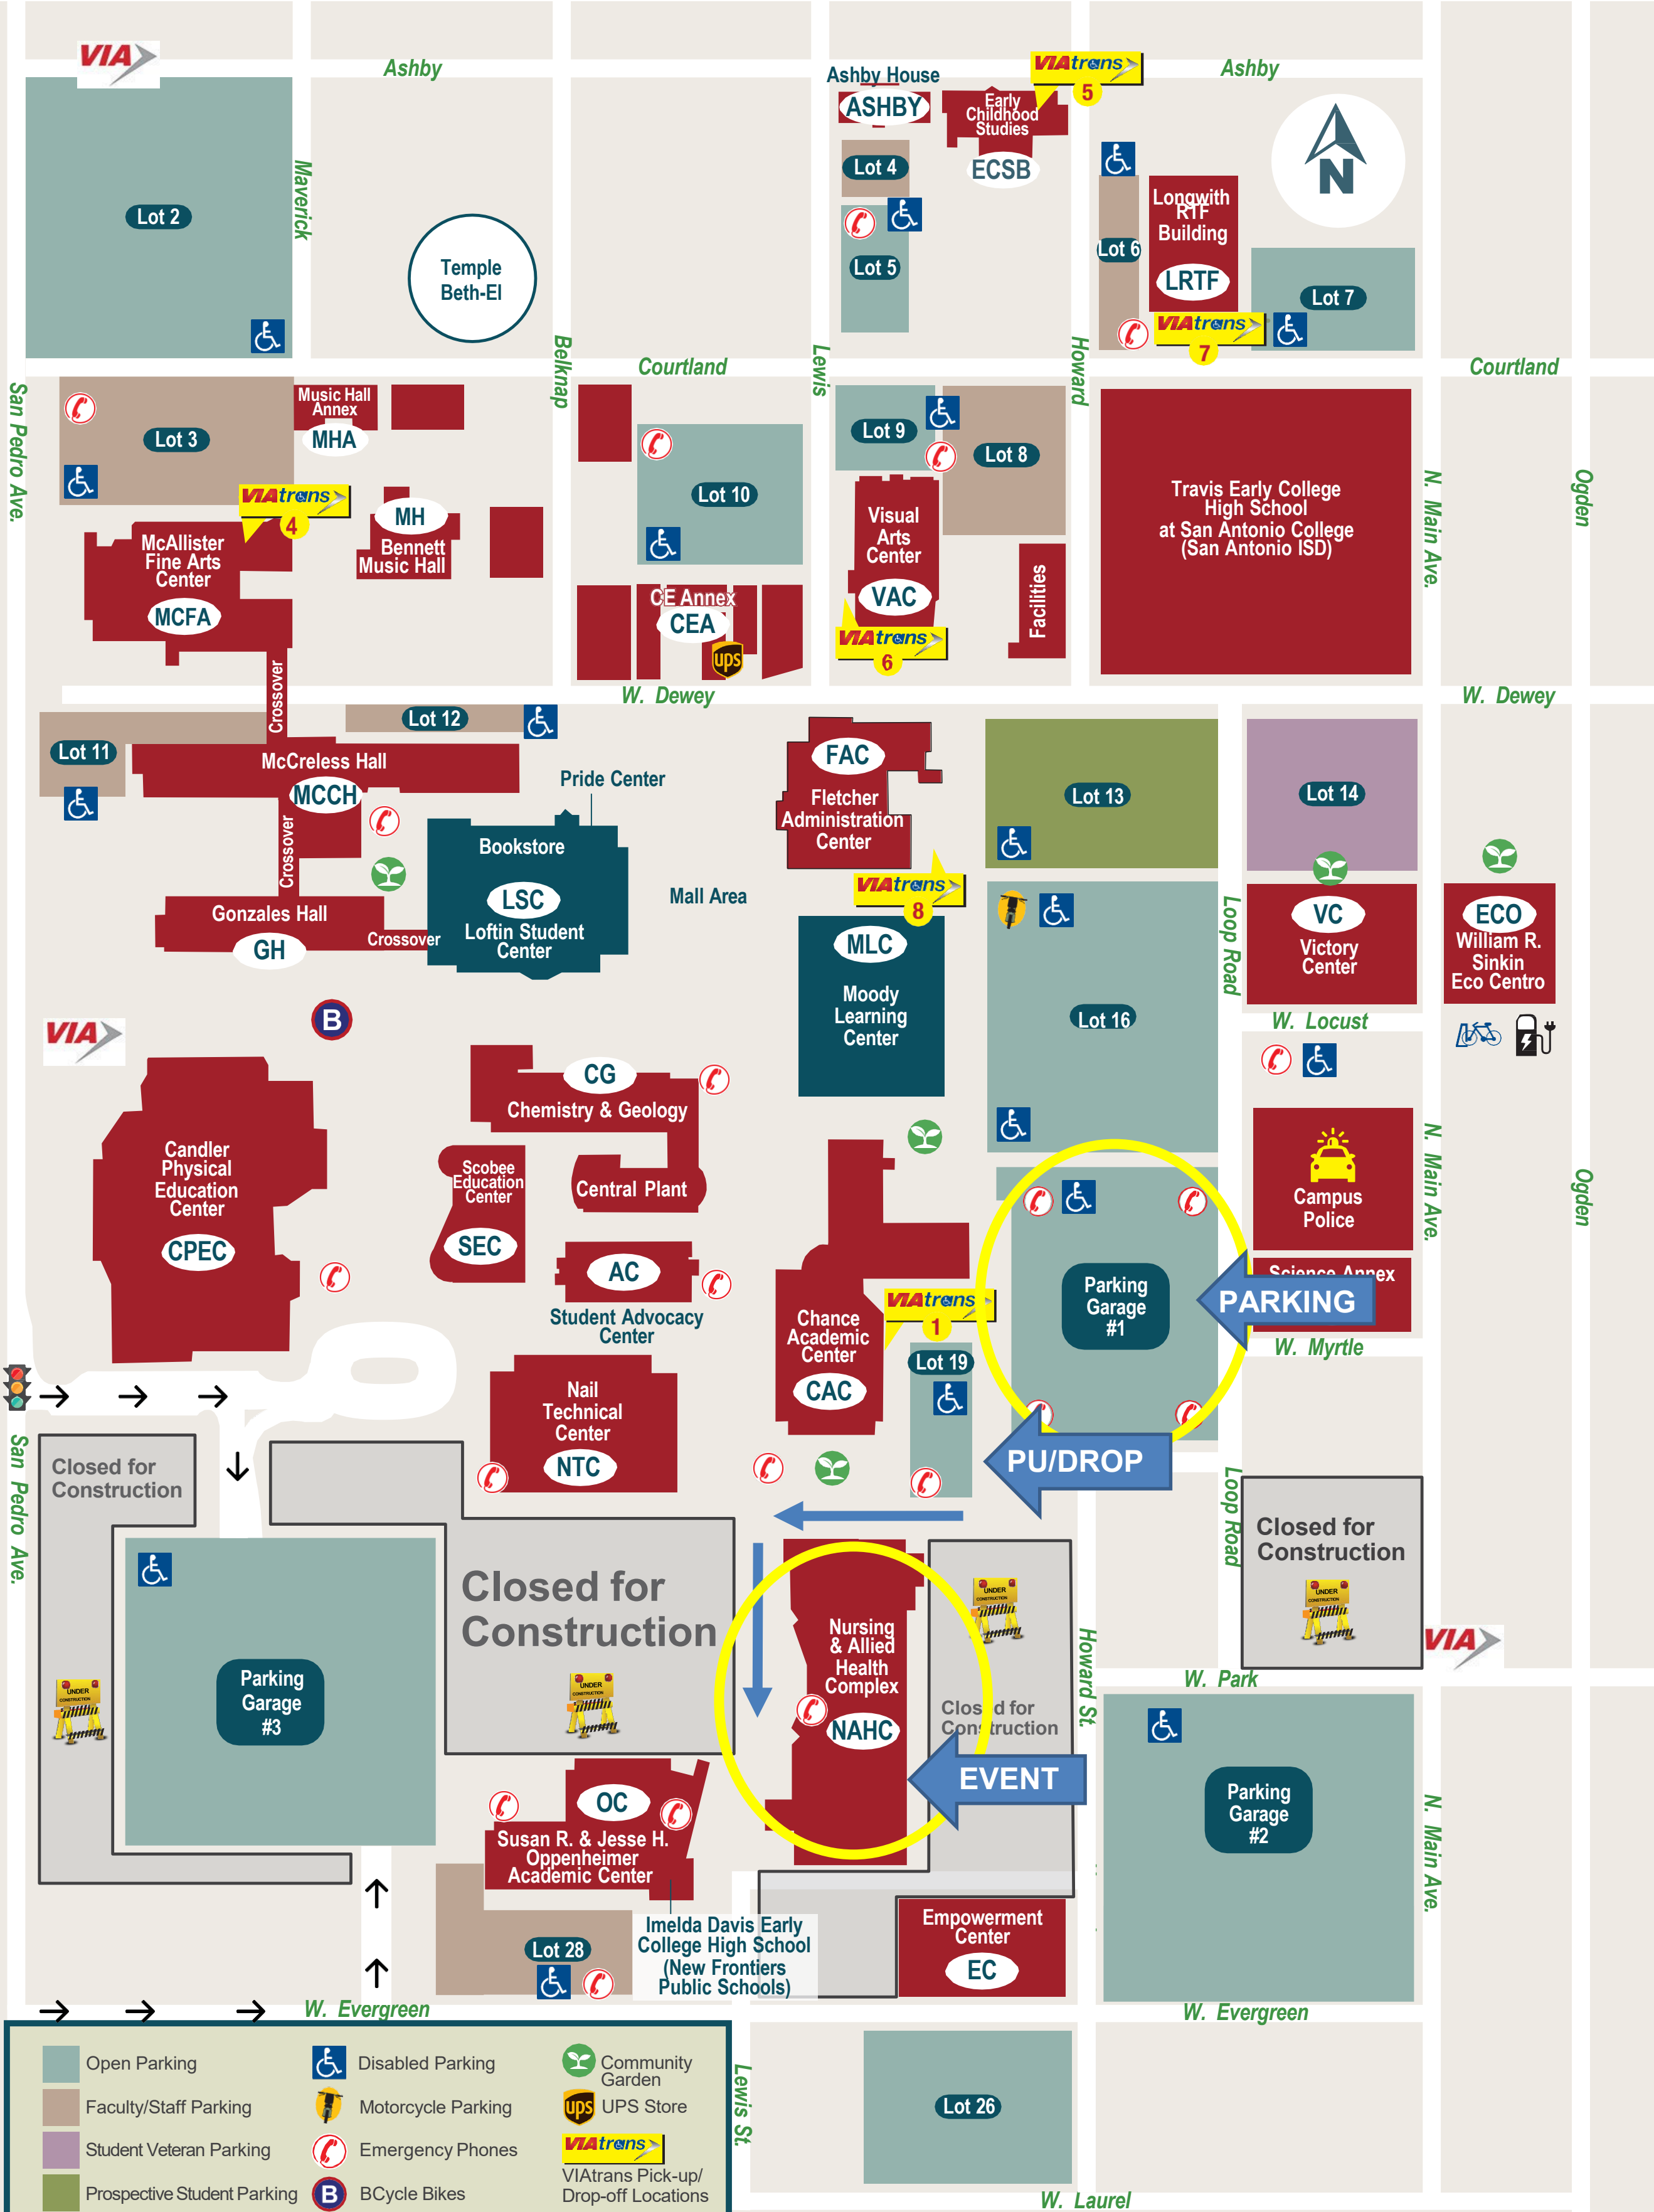 VIA
Ashby
Ashby House
ASHBY
Early
Childhood
Studies
ECSB
VIAtrans
5
Ashby
N
Maverick
Lot 2
Temple
Beth-El
Lot 4
Lot 5
Lot 6
Longwith
RTF
Building
LRTF
VIAtrans
7
Lot 7
San Pedro Ave.
Belknap
Courtland
Lewis
Howard
Courtland
Lot 3
Music Hall
Annex
MHA
VIAtrans
4
MH
Bennett
Music Hall
McAllister
Fine Arts
Center
MCFA
Lot 10
CE Annex
CEA
ups
Lot 9
Lot 8
Visual
Arts
Center
VAC
VIAtrans
6
Facilities
Travis Early College
High School
at San Antonio College
(San Antonio ISD)
N. Main Ave.
Ogden
Crossover
W. Dewey
W. Dewey
Lot 11
Lot 12
McCreless Hall
MCCH
Crossover
Pride Center
Bookstore
LSC
Loftin Student
Center
Mall Area
Gonzales Hall
GH
Crossover
FAC
Fletcher
Administration
Center
VIAtrans
8
Lot 13
Lot 14
MLC
Moody
Learning
Center
Lot 16
Loop Road
VC
Victory
Center
ECO
William R.
Sinkin
Eco Centro
W. Locust
VIA
B
CG
Chemistry & Geology
Candler
Physical
Education
Center
CPEC
Scobee
Education
Center
SEC
Central Plant
AC
Student Advocacy
Center
Campus
Police
N. Main Ave.
Ogden
Science Annex
PARKING
W. Myrtle
Parking
Garage
#1
Chance
Academic
Center
CAC
VIAtrans
1
Lot 19
Nail
Technical
Center
NTC
PU/DROP
San Pedro Ave.
Closed for
Construction
Closed for
Construction
UNDER
CONSTRUCTION
UNDER
CONSTRUCTION
Parking
Garage
#3
Nursing
& Allied
Health
Complex
NAHC
UNDER
CONSTRUCTION
Closed for
Construction
EVENT
Howard St.
Loop Road
Closed for
Construction
UNDER
CONSTRUCTION
VIA
W. Park
Parking
Garage
#2
N. Main Ave.
OC
Susan R. & Jesse H.
Oppenheimer
Academic Center
Lot 28
Imelda Davis Early
College High School
(New Frontiers
Public Schools)
Empowerment
Center
EC
W. Evergreen
W. Evergreen
Lewis St.
Lot 26
W. Laurel
Open Parking
Faculty/Staff Parking
Student Veteran Parking
Prospective Student Parking
Disabled Parking
Motorcycle Parking
Emergency Phones
B
BCycle Bikes
Community
Garden
ups
UPS Store
VIAtrans
VIAtrans Pick-up/
Drop-off Locations